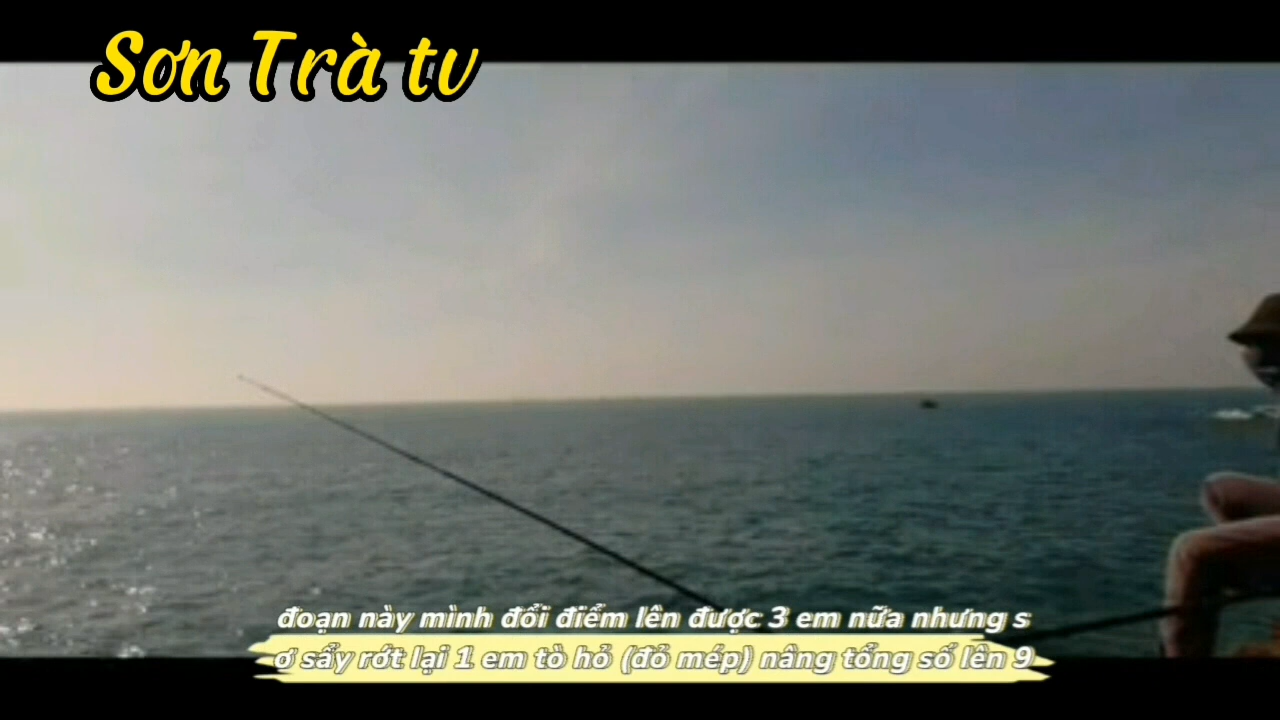 Sơn Trà tv
đoạn này mình đổi điểm lên được 3 em nữa nhưng s
ơ sẩy rớt lại 1 em tò hỏ (đỏ mép) nâng tổng số lên 9